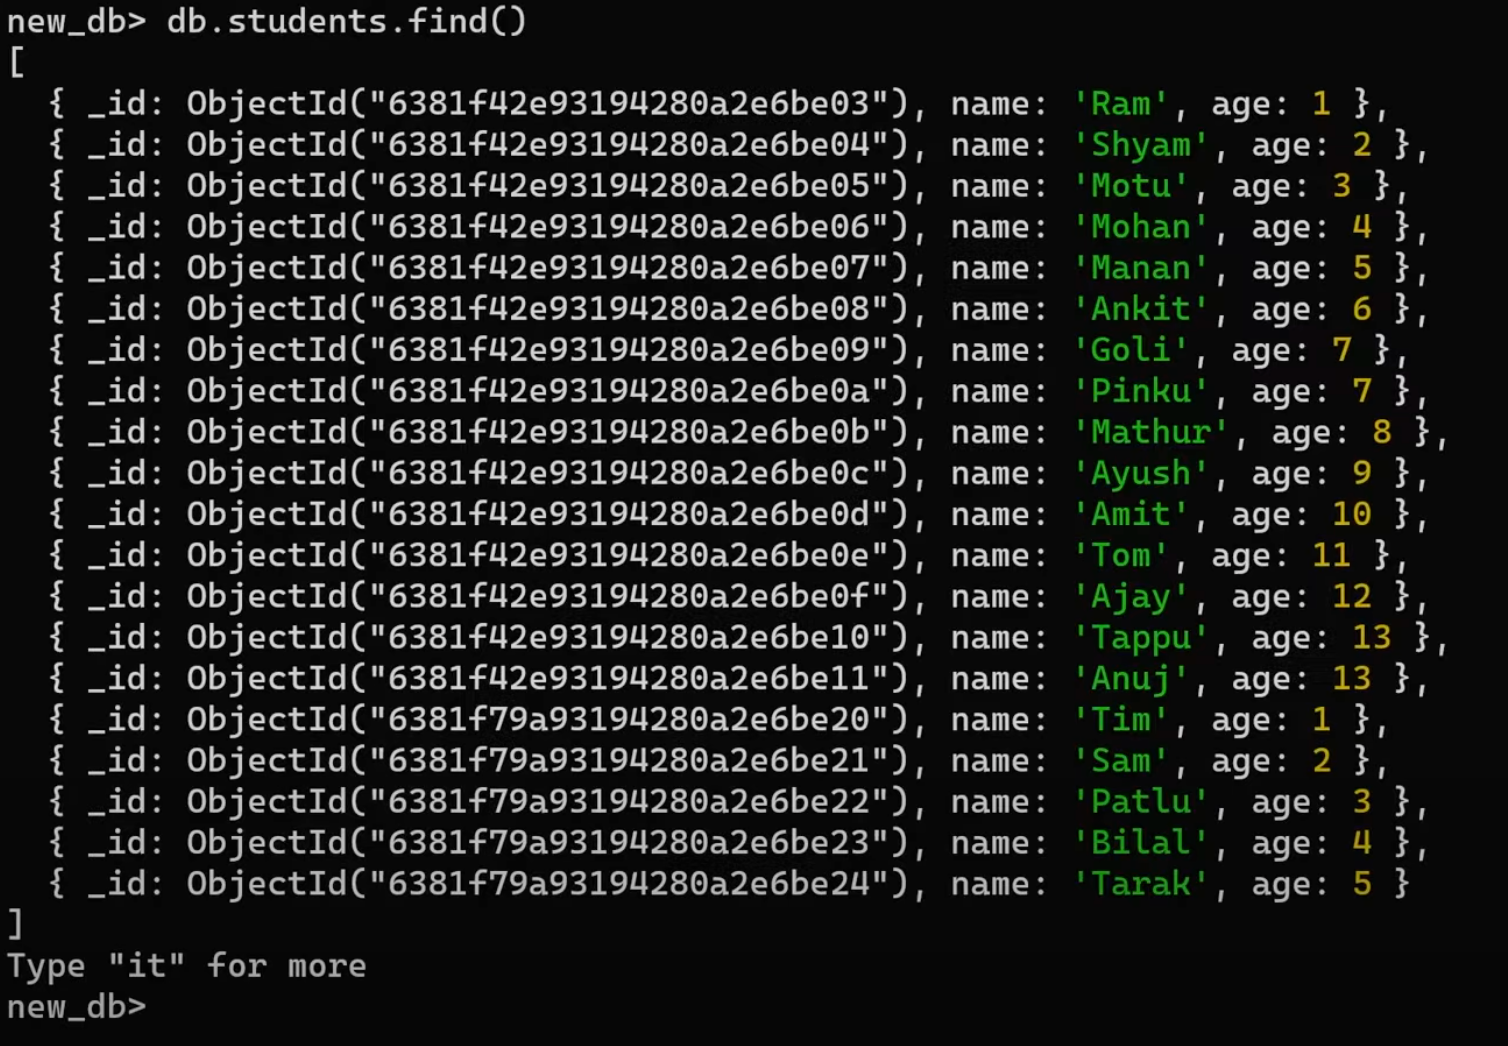 new_db> db.students.find()
[
  { _id: ObjectId("6381f42e93194280a2e6be03"), name: 'Ram', age: 1 },
  { _id: ObjectId("6381f42e93194280a2e6be04"), name: 'Shyam', age: 2 },
  { _id: ObjectId("6381f42e93194280a2e6be05"), name: 'Motu', age: 3 },
  { _id: ObjectId("6381f42e93194280a2e6be06"), name: 'Mohan', age: 4 },
  { _id: ObjectId("6381f42e93194280a2e6be07"), name: 'Manan', age: 5 },
  { _id: ObjectId("6381f42e93194280a2e6be08"), name: 'Ankit', age: 6 },
  { _id: ObjectId("6381f42e93194280a2e6be09"), name: 'Goli', age: 7 },
  { _id: ObjectId("6381f42e93194280a2e6be0a"), name: 'Pinku', age: 7 },
  { _id: ObjectId("6381f42e93194280a2e6be0b"), name: 'Mathur', age: 8 },
  { _id: ObjectId("6381f42e93194280a2e6be0c"), name: 'Ayush', age: 9 },
  { _id: ObjectId("6381f42e93194280a2e6be0d"), name: 'Amit', age: 10 },
  { _id: ObjectId("6381f42e93194280a2e6be0e"), name: 'Tom', age: 11 },
  { _id: ObjectId("6381f42e93194280a2e6be0f"), name: 'Ajay', age: 12 },
  { _id: ObjectId("6381f42e93194280a2e6be10"), name: 'Tappu', age: 13 },
  { _id: ObjectId("6381f42e93194280a2e6be11"), name: 'Anuj', age: 13 },
  { _id: ObjectId("6381f79a93194280a2e6be20"), name: 'Tim', age: 1 },
  { _id: ObjectId("6381f79a93194280a2e6be21"), name: 'Sam', age: 2 },
  { _id: ObjectId("6381f79a93194280a2e6be22"), name: 'Patlu', age: 3 },
  { _id: ObjectId("6381f79a93194280a2e6be23"), name: 'Bilal', age: 4 },
  { _id: ObjectId("6381f79a93194280a2e6be24"), name: 'Tarak', age: 5 }
]
Type "it" for more
new_db>